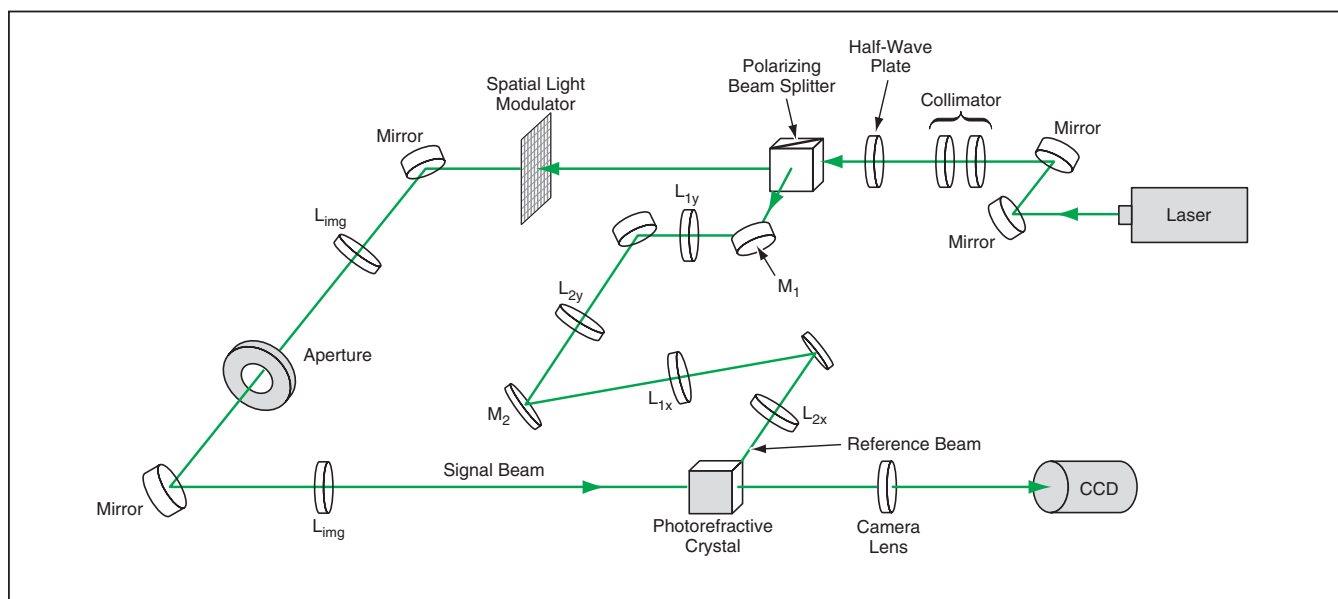 Half-Wave
Plate
Polarizing
Beam Splitter
Collimator
Spatial Light
Modulator
Mirror
Mirror
L1y
Laser
Limg
Mirror
M1
L2y
Aperture
L1x
M2
L2x
Reference Beam
Signal Beam
CCD
Mirror
Limg
Photorefractive
Crystal
Camera
Lens